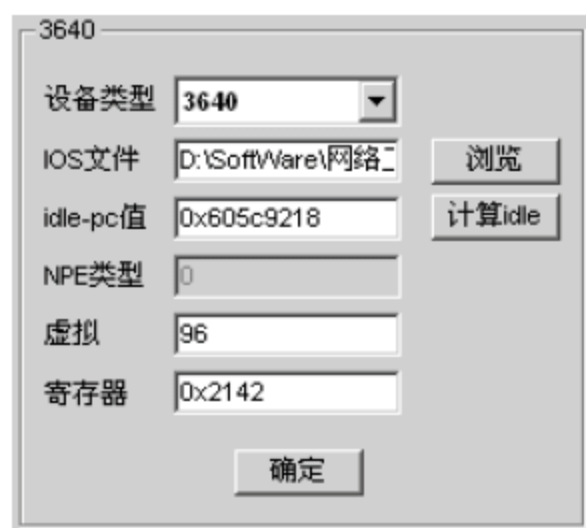 3640
设备类型 3640
IOS文件 D:\SoftWare\网络 浏览
idle-pc值 0x605c9218 计算idle
NPE类型 0
虚拟 96
寄存器 0x2142
确定